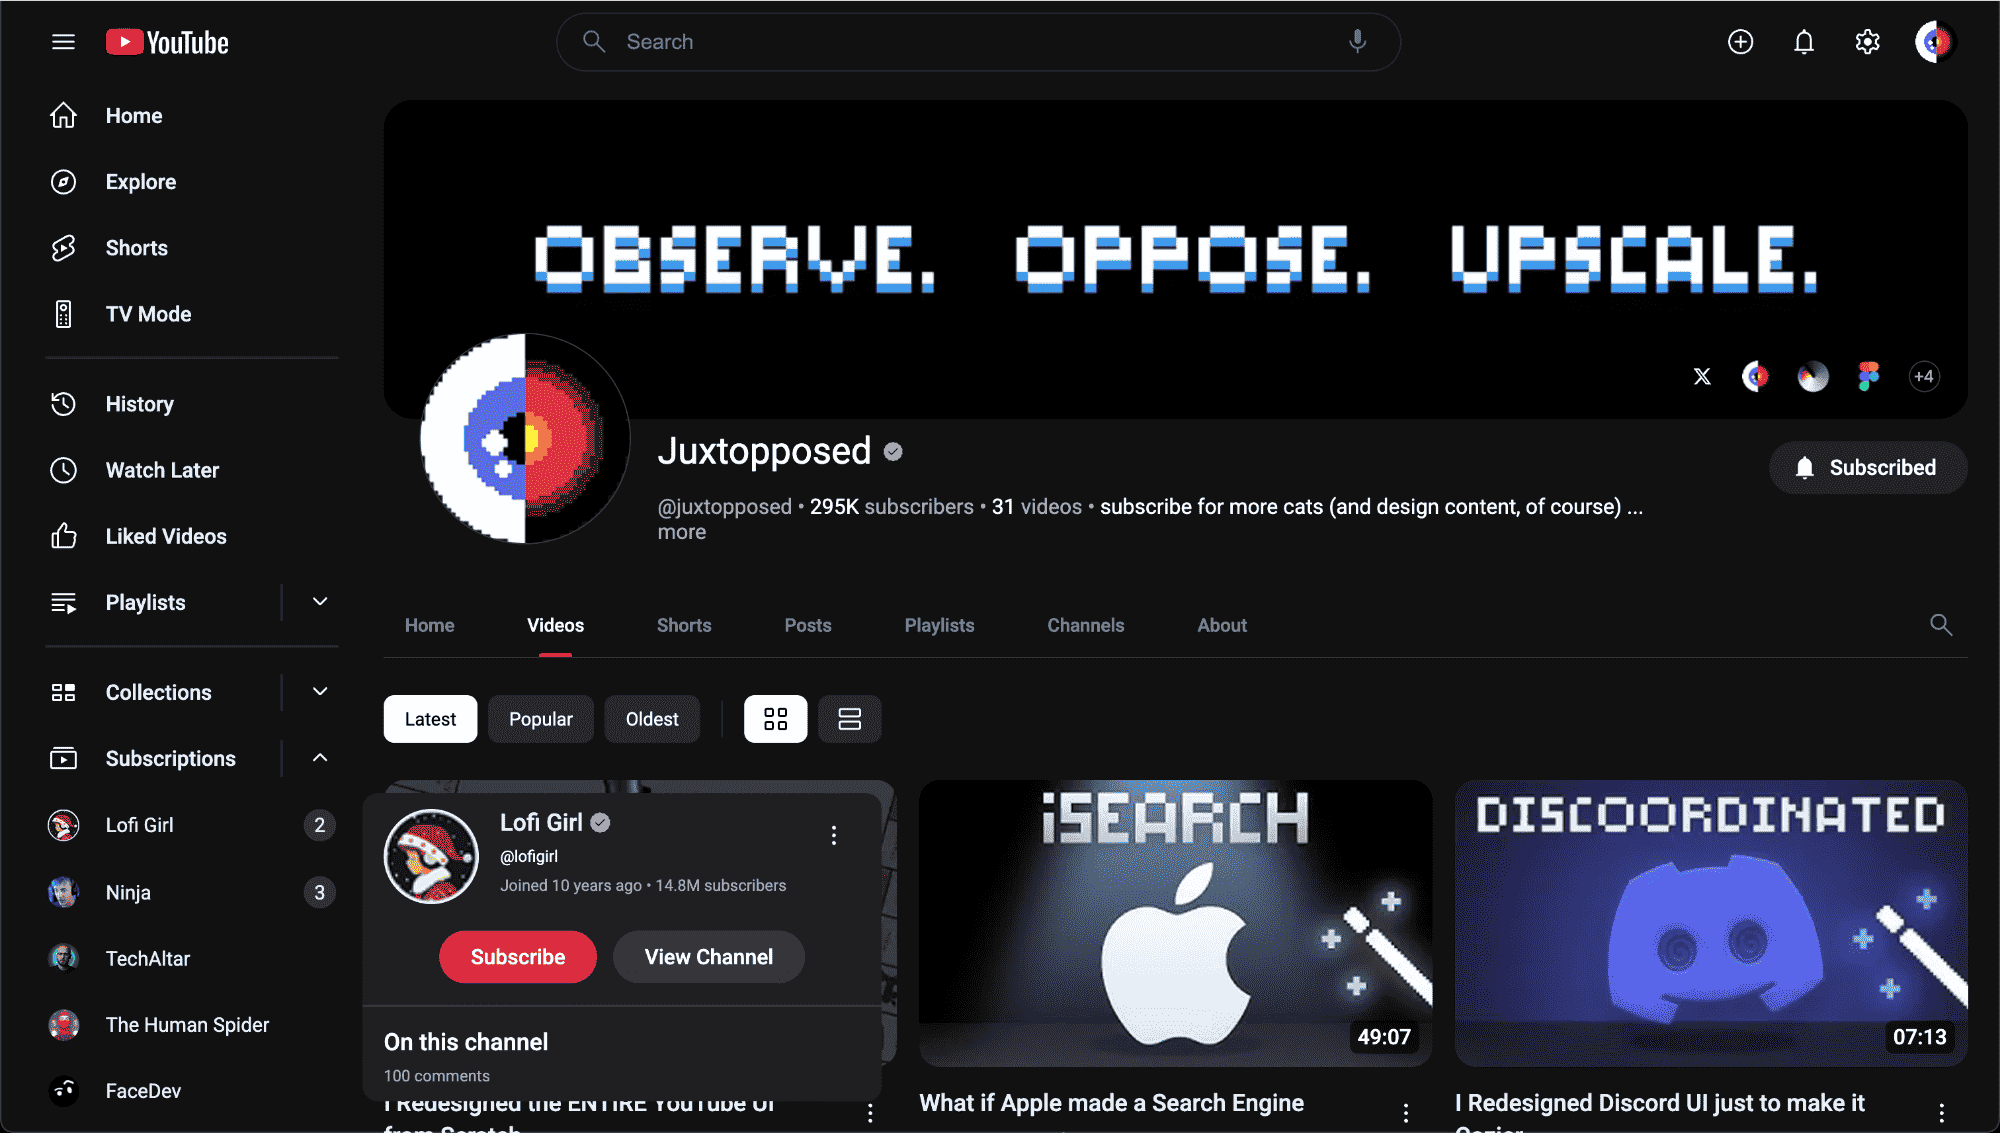 YouTube
Search
Home
Explore
Shorts
TV Mode
History
Watch Later
Liked Videos
Playlists
Collections
Subscriptions
Lofi Girl
2
Ninja
3
TechAltar
The Human Spider
FaceDev
OBSERVE. OPPOSE. UPSCALE.
+4
Juxtopposed
Subscribed
@juxtopposed • 295K subscribers • 31 videos • subscribe for more cats (and design content, of course) ...
more
Home Videos Shorts Posts Playlists Channels About
Latest Popular Oldest
Lofi Girl
@lofigirl
Joined 10 years ago • 14.8M subscribers
Subscribe View Channel
On this channel
100 comments
I Redesigned the ENTIRE YouTube UI
from Scratch
iSEARCH
49:07
What if Apple made a Search Engine
DISCOORDINATED
07:13
I Redesigned Discord UI just to make it
Cozier